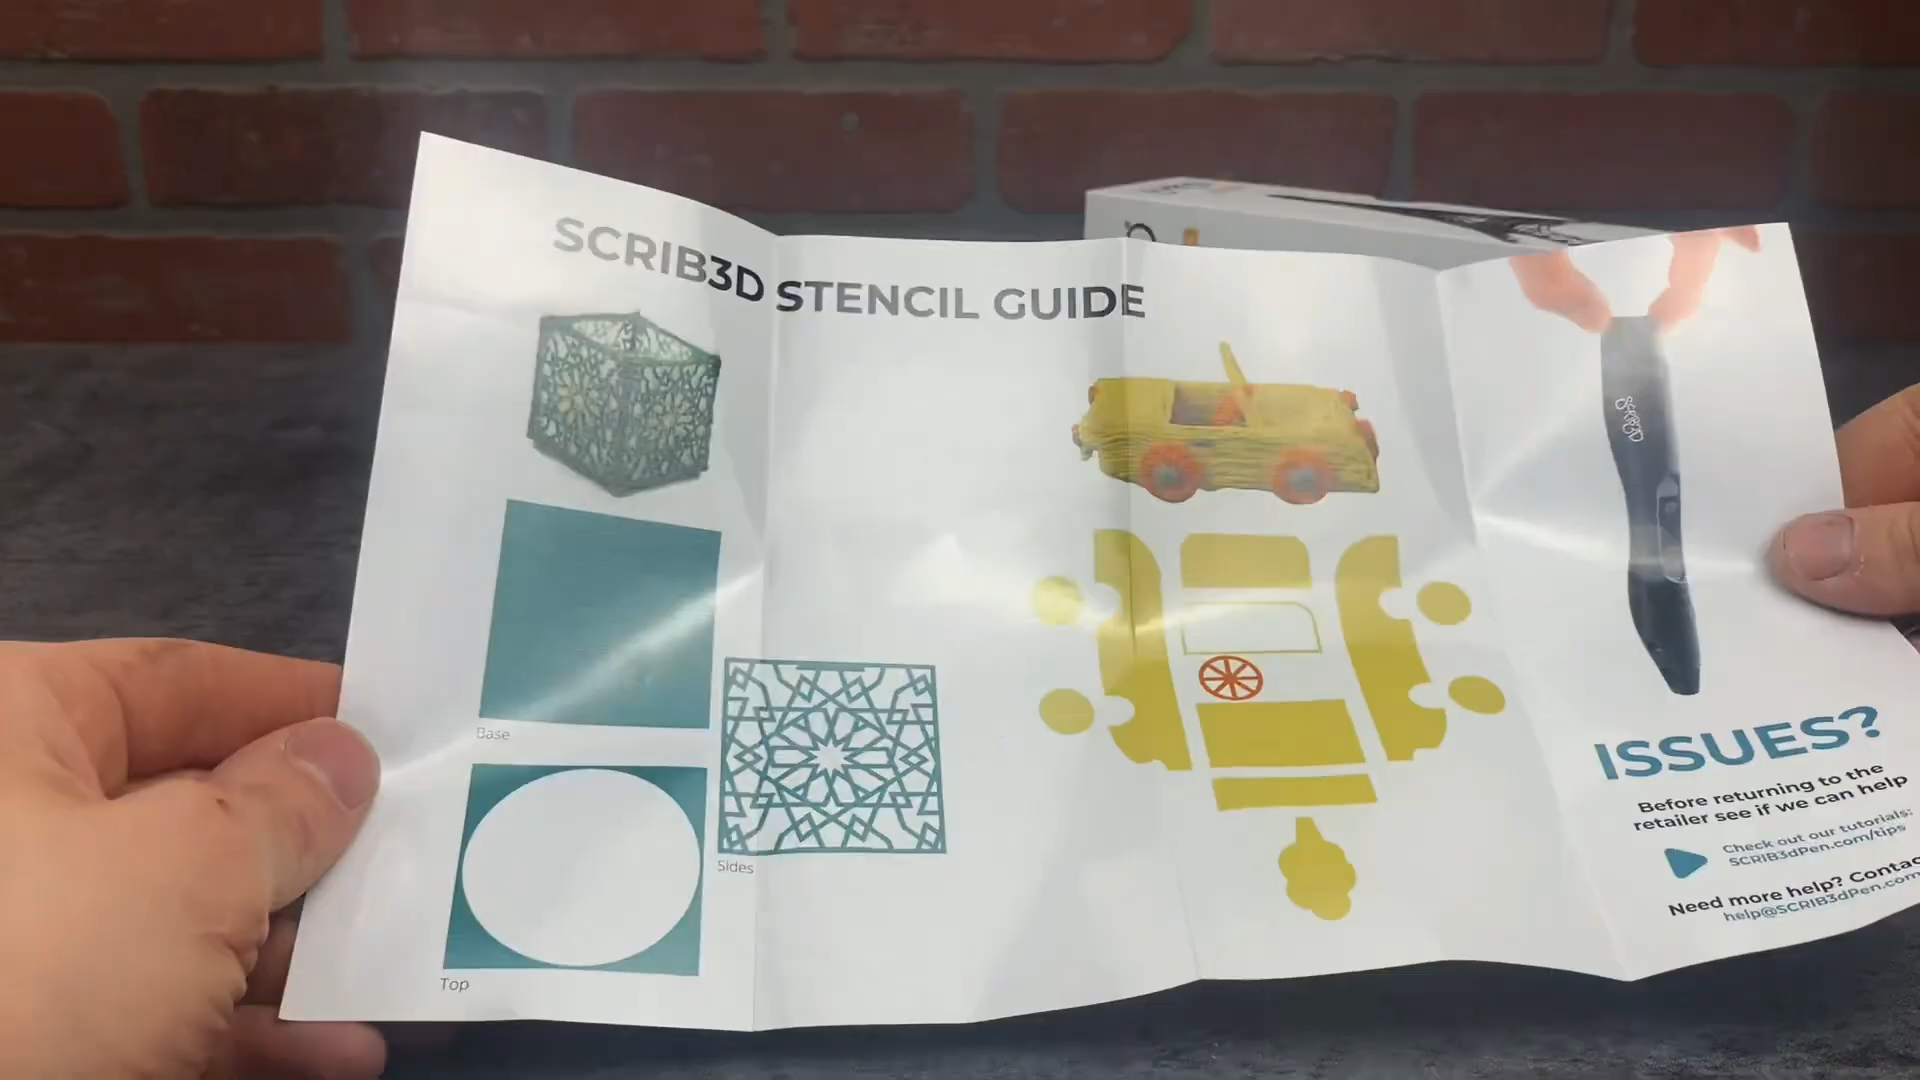 SCRIB3D STENCIL GUIDE
Base
Sides
Top
SCRIB3D
ISSUES?
Before returning to the
retailer see if we can help
Check out our tutorials:
SCRIB3dPen.com/tips
Need more help? Contac
help@SCRIB3dPen.com